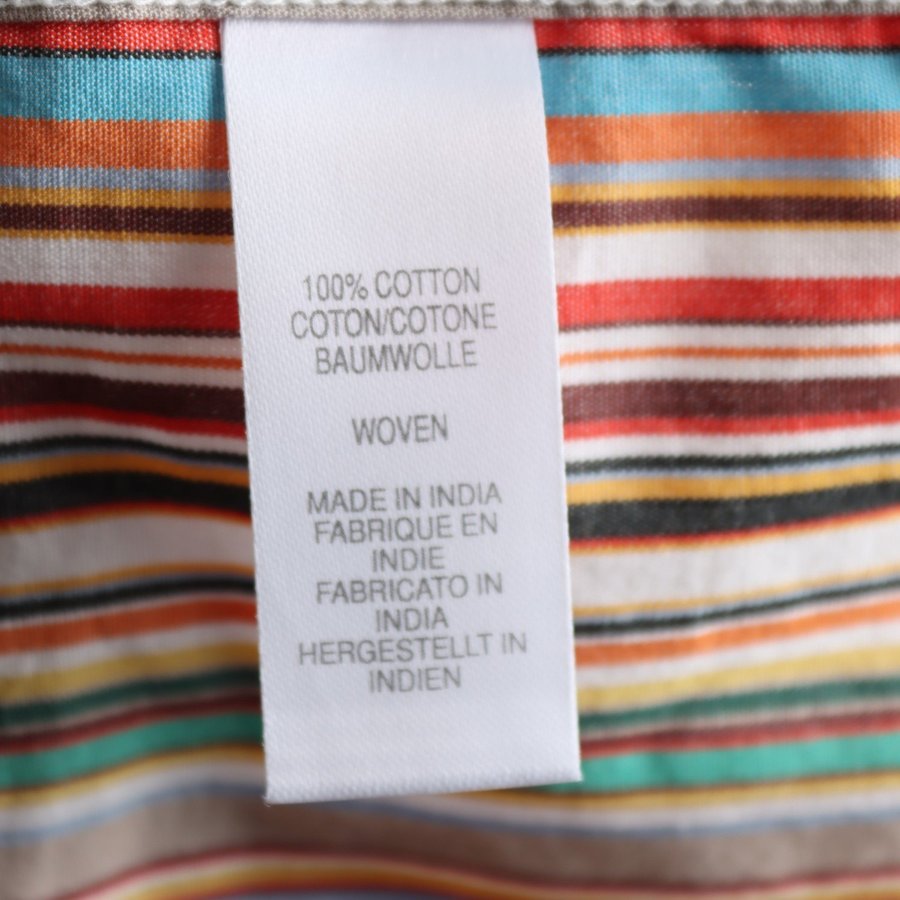 100% COTTON
COTON/COTONE
BAUMWOLLE
WOVEN
MADE IN INDIA
FABRIQUE EN
INDIE
FABRICATO IN
INDIA
HERGESTELLT IN
INDIEN